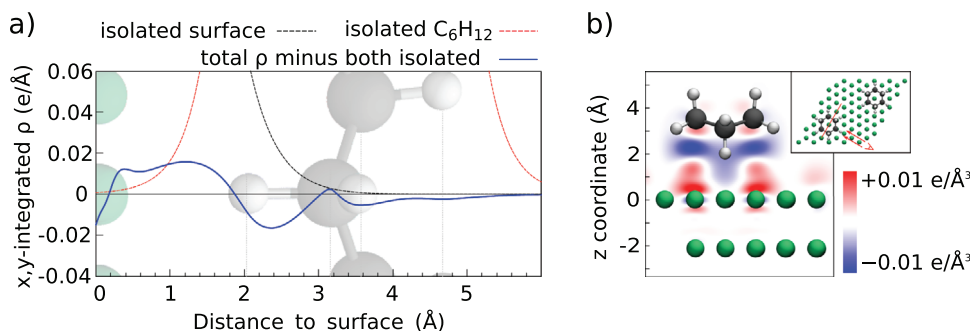 a)
isolated surface
isolated C₆H₁₂
total ρ minus both isolated
x,y-integrated ρ (e/Å)
0.06
0.04
0.02
0
-0.02
-0.04
0
1
2
3
4
5
Distance to surface (Å)
b)
z coordinate (Å)
4
2
0
-2
+0.01 e/Å³
−0.01 e/Å³